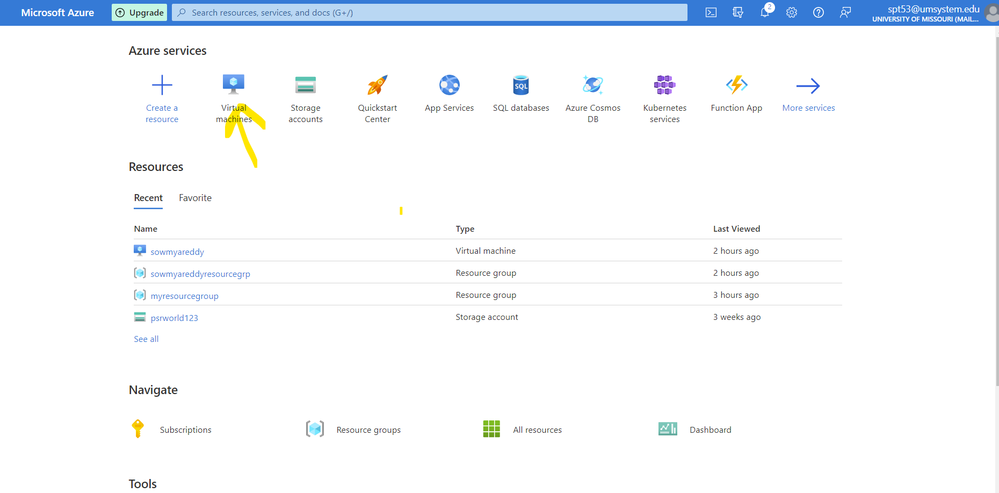 Microsoft Azure
Upgrade
Search resources, services, and docs (G+/)
2
spt53@umsystem.edu
UNIVERSITY OF MISSOURI (MAIL...
Azure services
Create a
resource
Virtual
machines
Storage
accounts
Quickstart
Center
App Services
SQL
SQL databases
Azure Cosmos
DB
Kubernetes
services
Function App
More services
Resources
Recent Favorite
Name Type Last Viewed
sowmyareddy Virtual machine 2 hours ago
sowmyareddyresourcegrp Resource group 2 hours ago
myresourcegroup Resource group 3 hours ago
psrworld123 Storage account 3 weeks ago
See all
Navigate
Subscriptions Resource groups All resources Dashboard
Tools